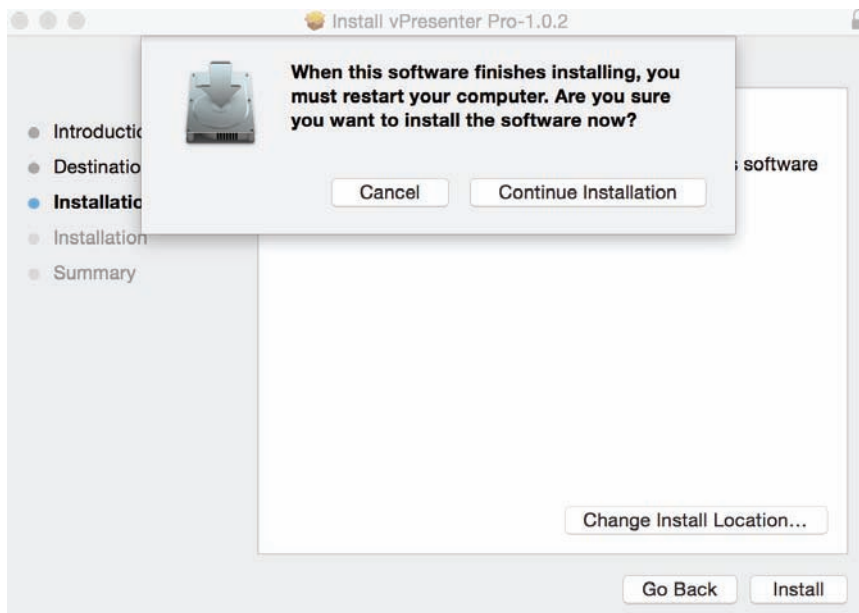 Install vPresenter Pro-1.0.2
When this software finishes installing, you
must restart your computer. Are you sure
you want to install the software now?
Cancel
Continue Installation
Introductic
Destinatio
Installatic
Installation
Summary
s software
Change Install Location...
Go Back
Install